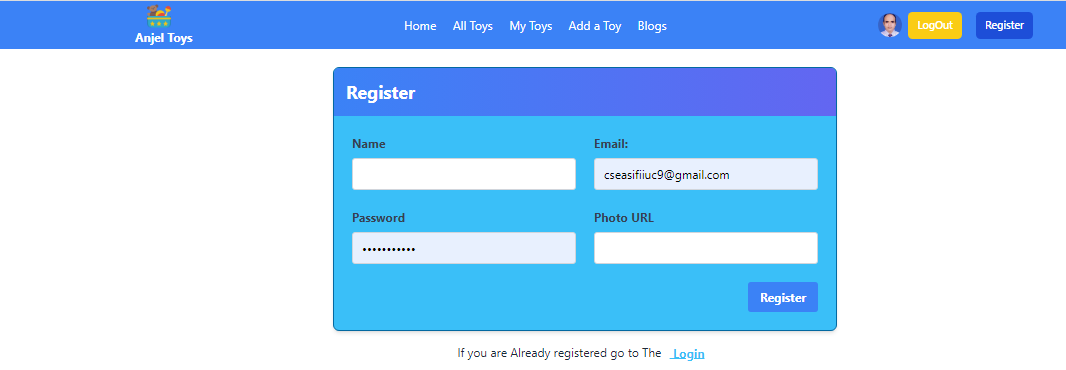 Anjel Toys
Home All Toys My Toys Add a Toy Blogs
LogOut Register
Register
Name Email:
cseasifiiuc9@gmail.com
Password Photo URL
•••••••••••
Register
If you are Already registered go to The Login